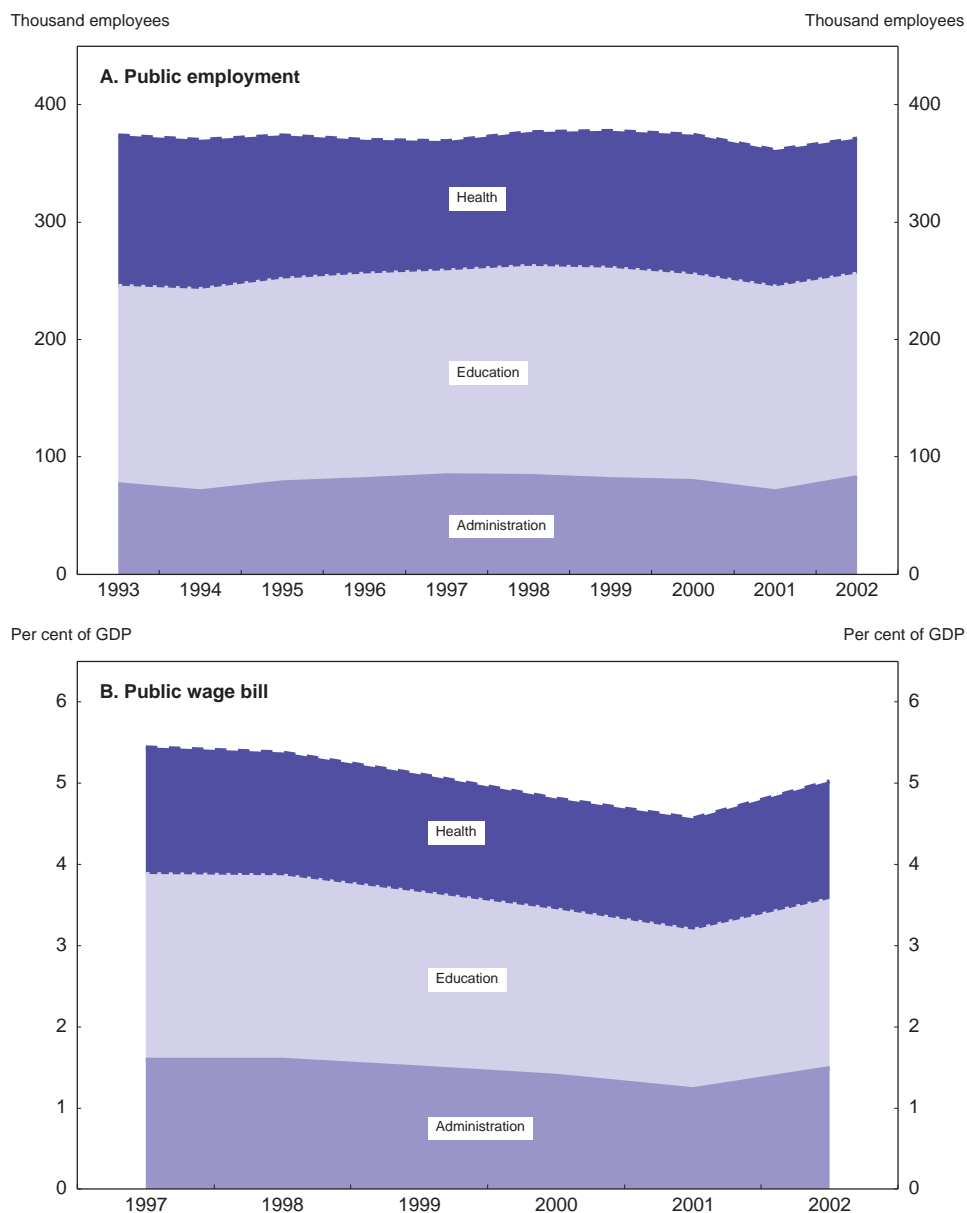 Thousand employees Thousand employees
A. Public employment
400 400
Health
300 300
200 200
Education
100 100
Administration
0 0
1993 1994 1995 1996 1997 1998 1999 2000 2001 2002
Per cent of GDP Per cent of GDP
B. Public wage bill
6 6
5 5
Health
4 4
3 3
Education
2 2
1 1
Administration
0 0
1997 1998 1999 2000 2001 2002